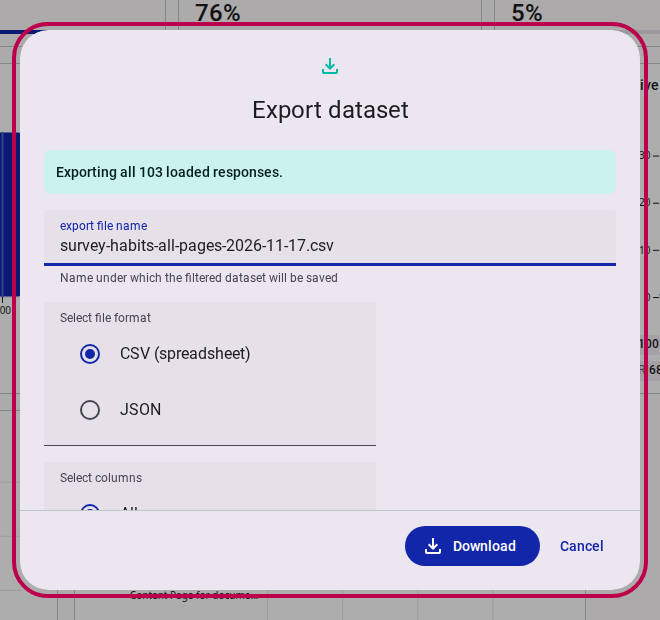 76%
5%
Export dataset
Exporting all 103 loaded responses.
export file name
survey-habits-all-pages-2026-11-17.csv
Name under which the filtered dataset will be saved
Select file format
CSV (spreadsheet)
JSON
Select columns
All
Download
Cancel